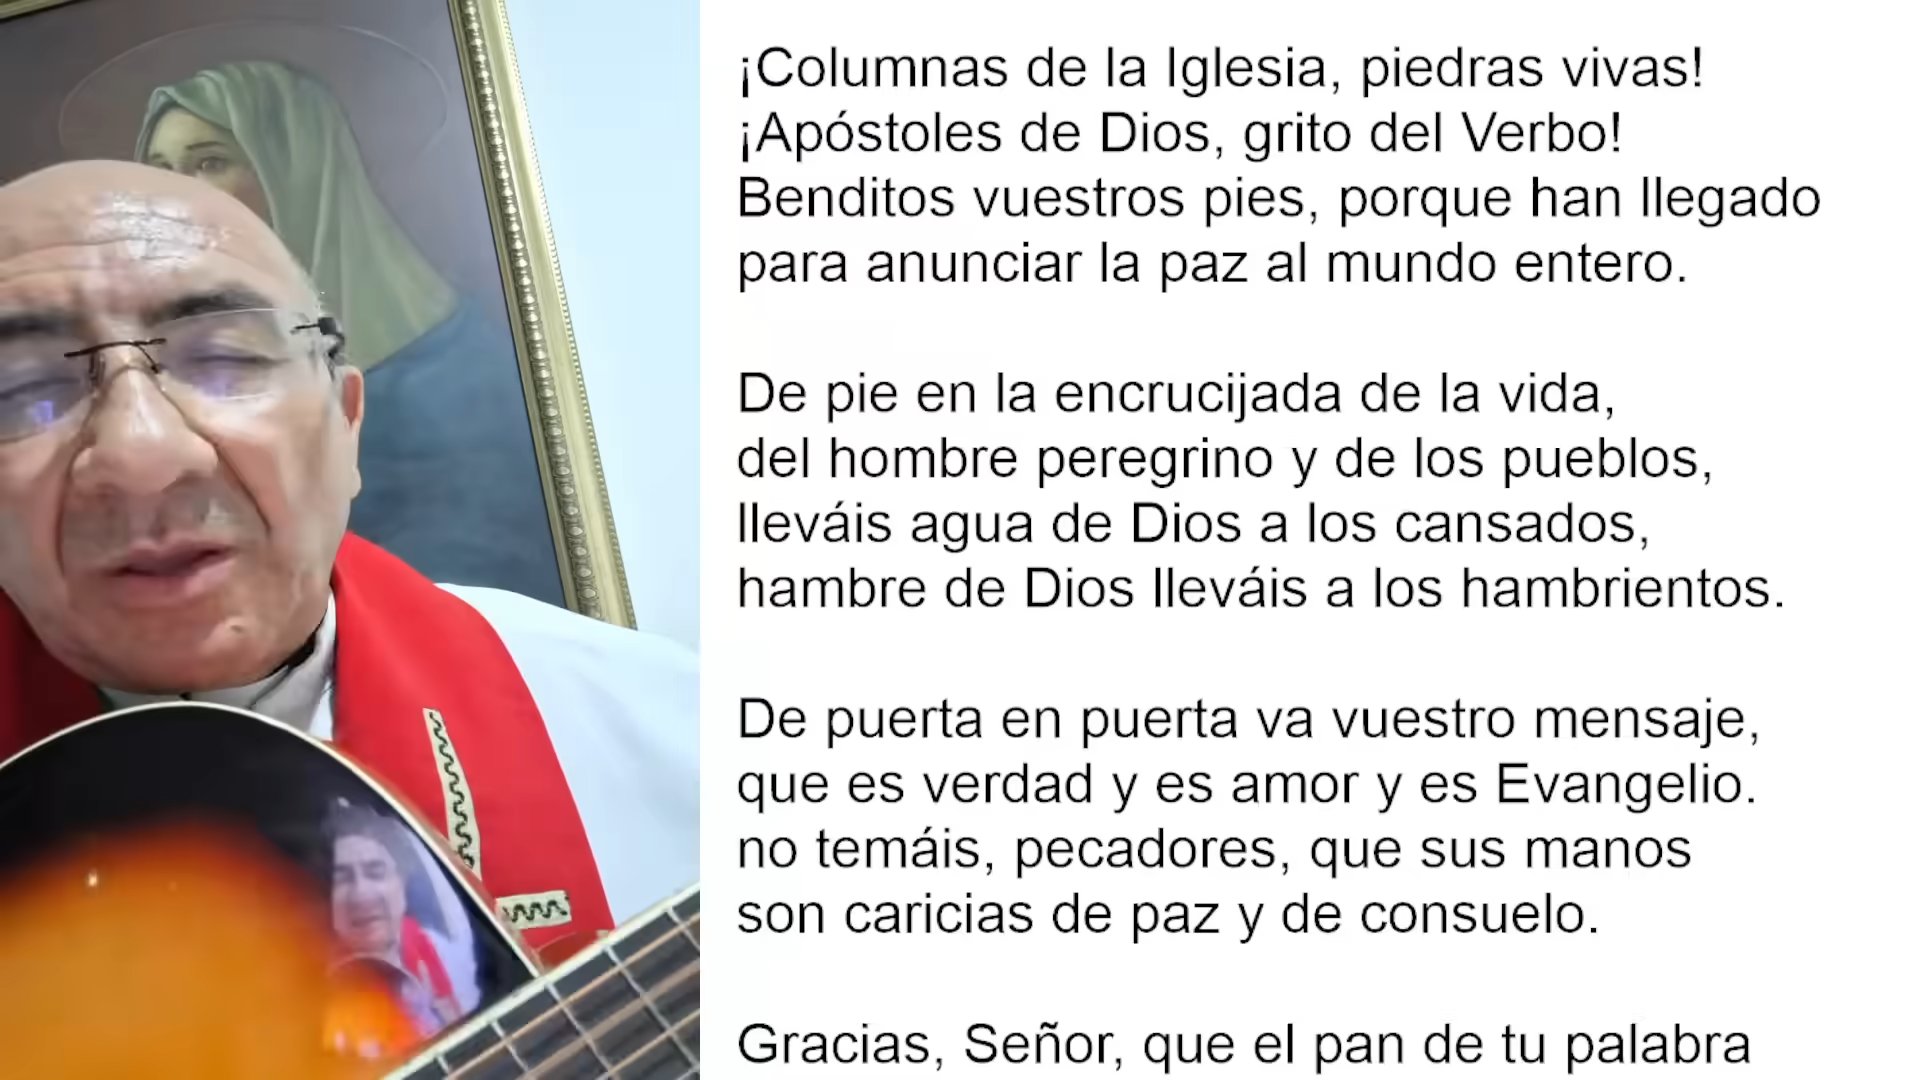 ¡Columnas de la Iglesia, piedras vivas!
¡Apóstoles de Dios, grito del Verbo!
Benditos vuestros pies, porque han llegado
para anunciar la paz al mundo entero.
De pie en la encrucijada de la vida,
del hombre peregrino y de los pueblos,
lleváis agua de Dios a los cansados,
hambre de Dios lleváis a los hambrientos.
De puerta en puerta va vuestro mensaje,
que es verdad y es amor y es Evangelio.
no temáis, pecadores, que sus manos
son caricias de paz y de consuelo.
Gracias, Señor, que el pan de tu palabra